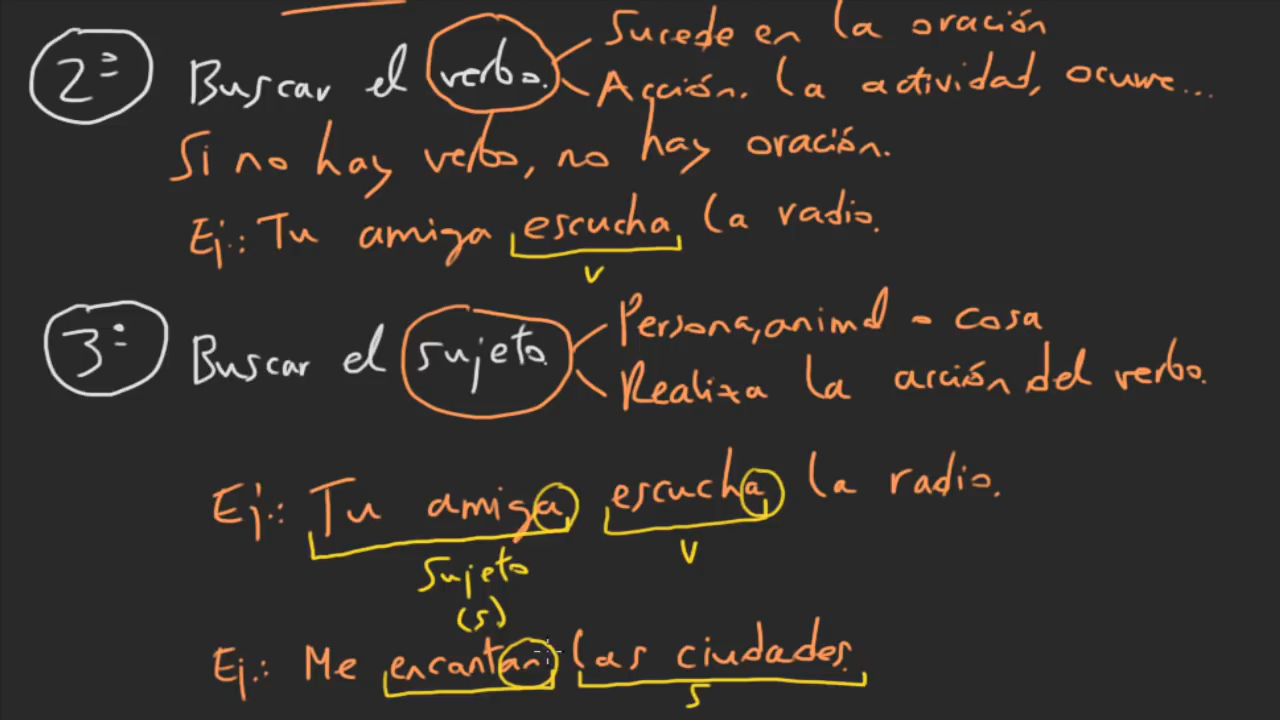 2º Buscar el verbo. Sucede en la oración
Acción. La actividad, ocurre...
Si no hay verbo, no hay oración.
Ej.: Tu amiga escucha la radio.
V
3º Buscar el sujeto. Persona, animal o cosa
Realiza la acción del verbo.
Ej.: Tu amiga escucha la radio.
Sujeto V
(S)
Ej.: Me encantan las ciudades.
S